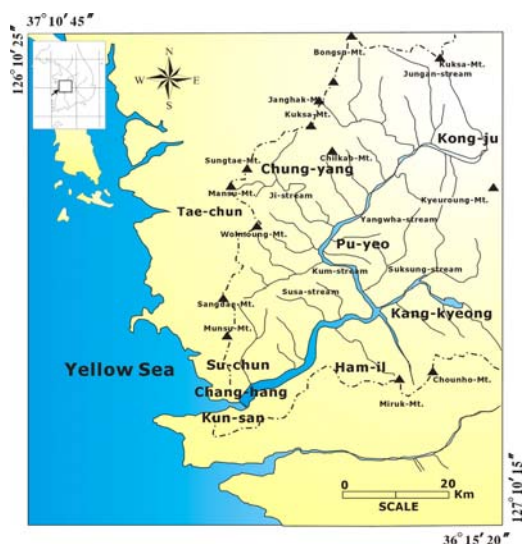 37°10'45"
126°10'25"
N
W E
S
Bongsu-Mt.
Kuksa-Mt.
Jungan-stream
Janghak-Mt.
Kuksa-Mt.
Kong-ju
Sungtae-Mt.
Chilkab-Mt.
Chung-yang
Mansu-Mt.
Ji-stream
Kyeuroung-Mt.
Tae-chun
Yangwha-stream
Wolmoung-Mt.
Pu-yeo
Kum-stream
Suksung-stream
Susa-stream
Sangdae-Mt.
Kang-kyeong
Munsu-Mt.
Yellow Sea
Su-chun
Ham-il
Chounho-Mt.
Chang-hang
Miruk-Mt.
Kun-san
0 20
Km
SCALE
127°10'15"
36°15'20"